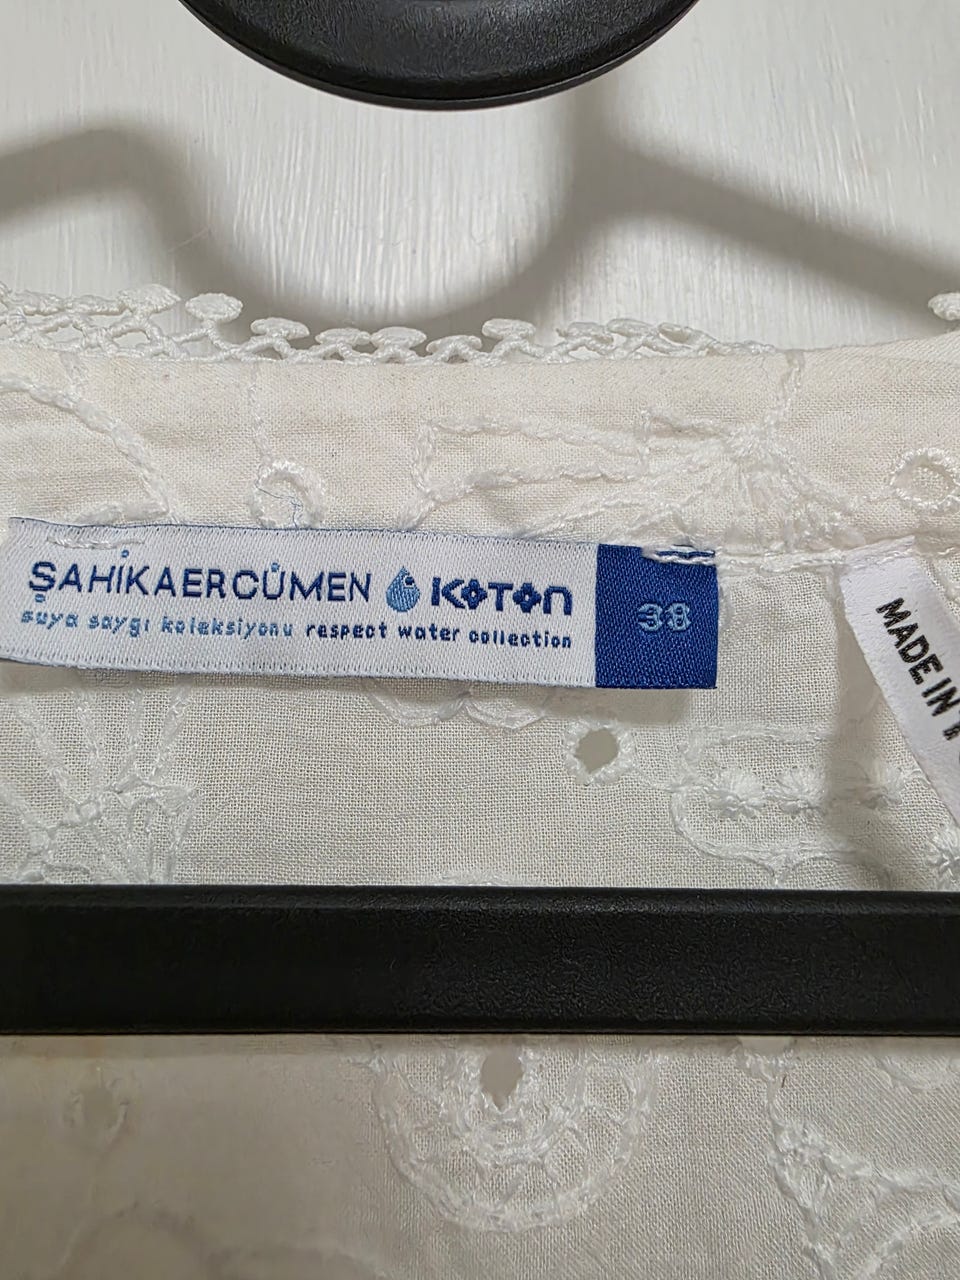 ŞAHİKAERCÜMEN KOTON
suya saygı koleksiyonu respect water collection
38
MADE IN